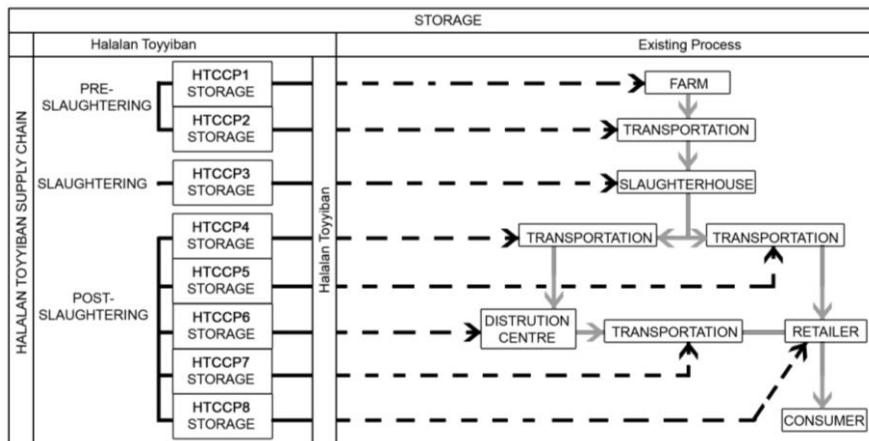 STORAGE
Halalan Toyyiban
Existing Process
HALALAN TOYYIBAN SUPPLY CHAIN
PRE-
SLAUGHTERING
HTCCP1
STORAGE
HTCCP2
STORAGE
SLAUGHTERING
HTCCP3
STORAGE
POST-
SLAUGHTERING
HTCCP4
STORAGE
HTCCP5
STORAGE
HTCCP6
STORAGE
HTCCP7
STORAGE
HTCCP8
STORAGE
Halalan Toyyiban
FARM
TRANSPORTATION
SLAUGHTERHOUSE
TRANSPORTATION
TRANSPORTATION
DISTRUTION
CENTRE
TRANSPORTATION
RETAILER
CONSUMER